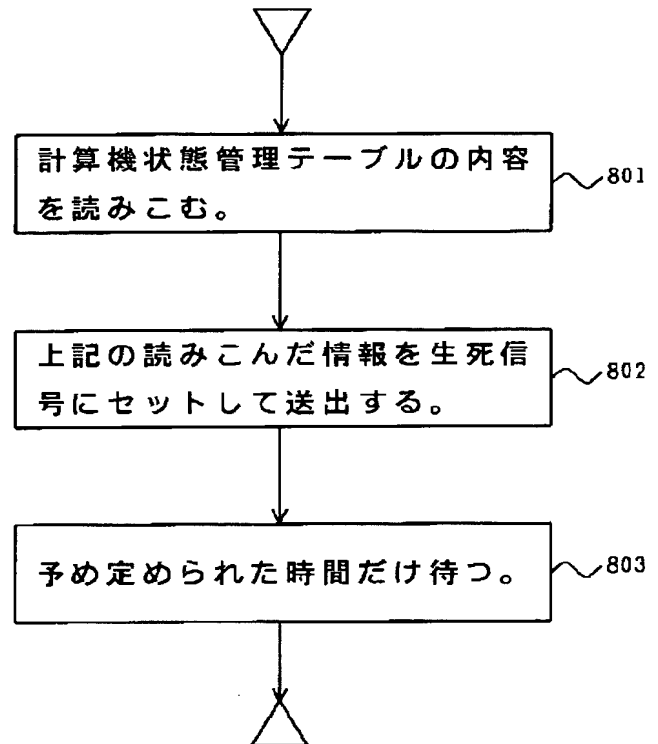 計算機状態管理テーブルの内容
を読みこむ。
801
上記の読みこんだ情報を生死信
号にセットして送出する。
802
予め定められた時間だけ待つ。
803